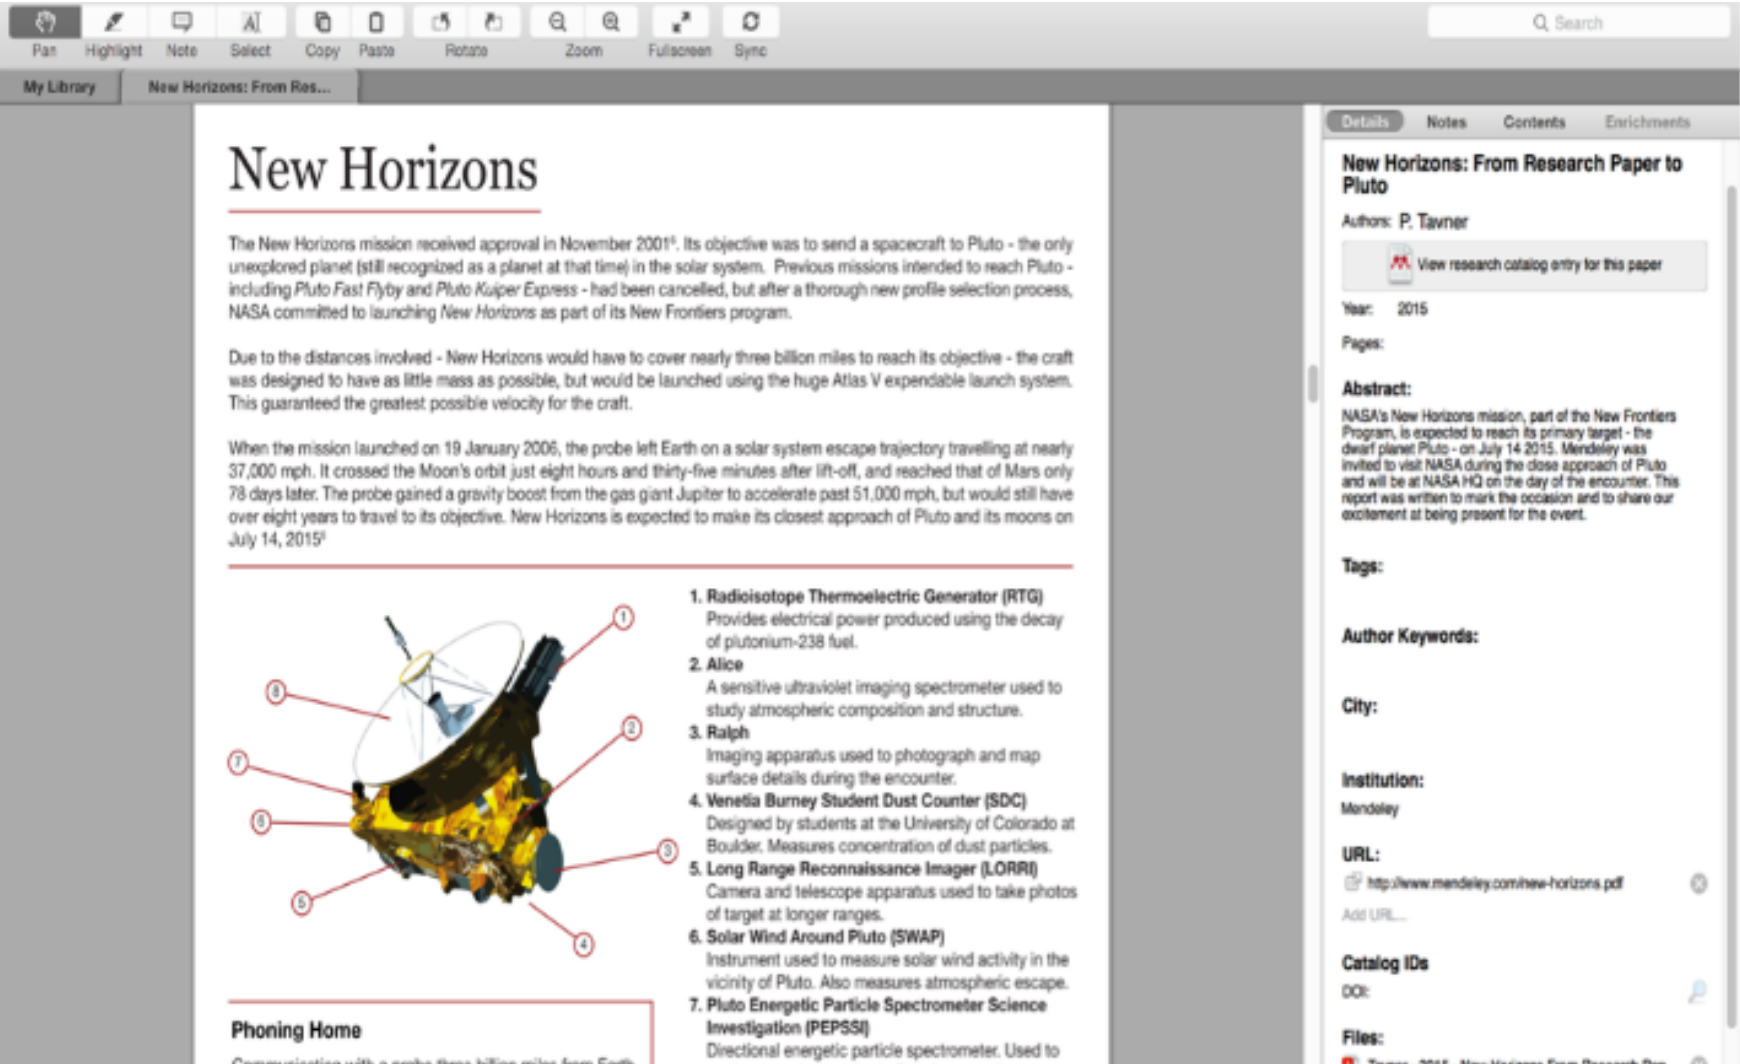 Pan
Highlight
Note
Select
Copy
Paste
Rotate
Zoom
Fullscreen
Sync
Search
My Library
New Horizons: From Res...
New Horizons
The New Horizons mission received approval in November 2001⁶. Its objective was to send a spacecraft to Pluto - the only
unexplored planet (still recognized as a planet at that time) in the solar system. Previous missions intended to reach Pluto -
including Pluto Fast Flyby and Pluto Kuiper Express - had been cancelled, but after a thorough new profile selection process,
NASA committed to launching New Horizons as part of its New Frontiers program.
Due to the distances involved - New Horizons would have to cover nearly three billion miles to reach its objective - the craft
was designed to have as little mass as possible, but would be launched using the huge Atlas V expendable launch system.
This guaranteed the greatest possible velocity for the craft.
When the mission launched on 19 January 2006, the probe left Earth on a solar system escape trajectory travelling at nearly
37,000 mph. It crossed the Moon's orbit just eight hours and thirty-five minutes after lift-off, and reached that of Mars only
78 days later. The probe gained a gravity boost from the gas giant Jupiter to accelerate past 51,000 mph, but would still have
over eight years to travel to its objective. New Horizons is expected to make its closest approach of Pluto and its moons on
July 14, 2015
1
2
3
4
5
6
7
8
1. Radioisotope Thermoelectric Generator (RTG)
Provides electrical power produced using the decay
of plutonium-238 fuel.
2. Alice
A sensitive ultraviolet imaging spectrometer used to
study atmospheric composition and structure.
3. Ralph
Imaging apparatus used to photograph and map
surface details during the encounter.
4. Venetia Burney Student Dust Counter (SDC)
Designed by students at the University of Colorado at
Boulder. Measures concentration of dust particles.
5. Long Range Reconnaissance Imager (LORRI)
Camera and telescope apparatus used to take photos
of target at longer ranges.
6. Solar Wind Around Pluto (SWAP)
Instrument used to measure solar wind activity in the
vicinity of Pluto. Also measures atmospheric escape.
7. Pluto Energetic Particle Spectrometer Science
Investigation (PEPSSI)
Directional energetic particle spectrometer. Used to
Phoning Home
Communication with a probe three billion miles from Earth
Details
Notes
Contents
Enrichments
New Horizons: From Research Paper to
Pluto
Authors: P. Tavner
View research catalog entry for this paper
Year: 2015
Pages:
Abstract:
NASA's New Horizons mission, part of the New Frontiers
Program, is expected to reach its primary target - the
dwarf planet Pluto - on July 14 2015. Mendeley was
invited to visit NASA during the close approach of Pluto
and will be at NASA HQ on the day of the encounter. This
report was written to mark the occasion and to share our
excitement at being present for the event.
Tags:
Author Keywords:
City:
Institution:
Mendeley
URL:
http://www.mendeley.com/new-horizons.pdf
Add URL...
Catalog IDs
DOI:
Files:
Tavner - 2015 - New Horizons From Research Pap